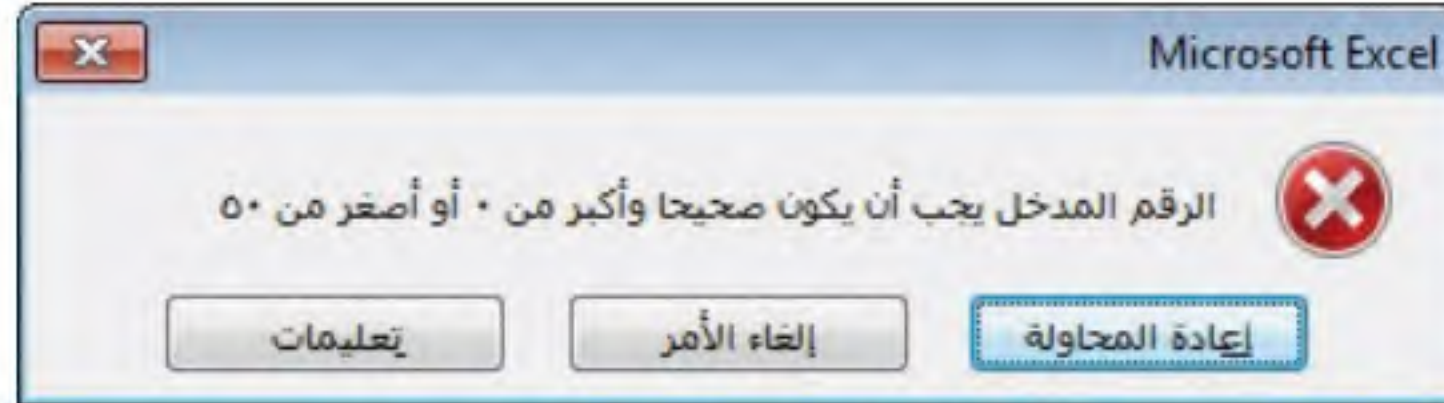 Microsoft Excel
الرقم المدخل يجب أن يكون صحيحا وأكبر من ٠ أو أصغر من ٥٠
إعادة المحاولة
إلغاء الأمر
تعليمات